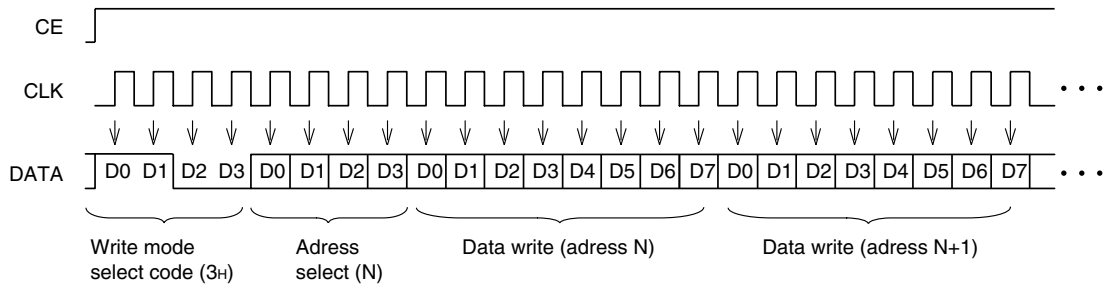 CE
CLK
DATA
D0 D1 D2 D3 D0 D1 D2 D3 D0 D1 D2 D3 D4 D5 D6 D7 D0 D1 D2 D3 D4 D5 D6 D7
Write mode
select code (3H)
Adress
select (N)
Data write (adress N)
Data write (adress N+1)